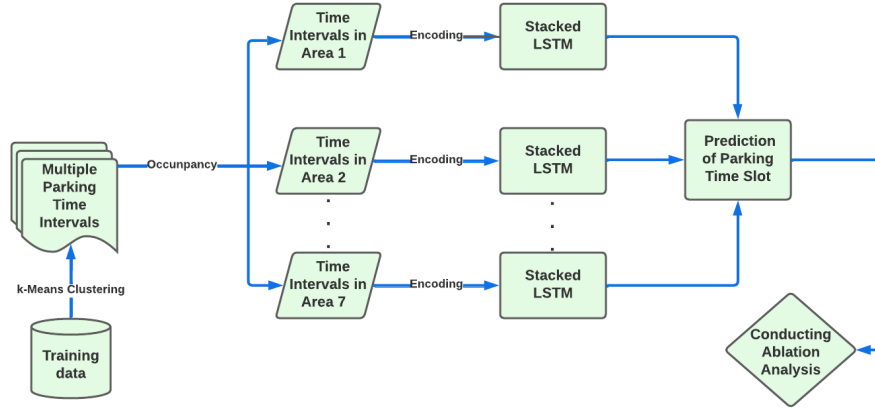 Time
Intervals in
Area 1
Encoding
Stacked
LSTM
Multiple
Parking
Time
Intervals
Occunpancy
Time
Intervals in
Area 2
Encoding
Stacked
LSTM
Prediction
of Parking
Time Slot
Time
Intervals in
Area 7
Encoding
Stacked
LSTM
k-Means Clustering
Training
data
Conducting
Ablation
Analysis